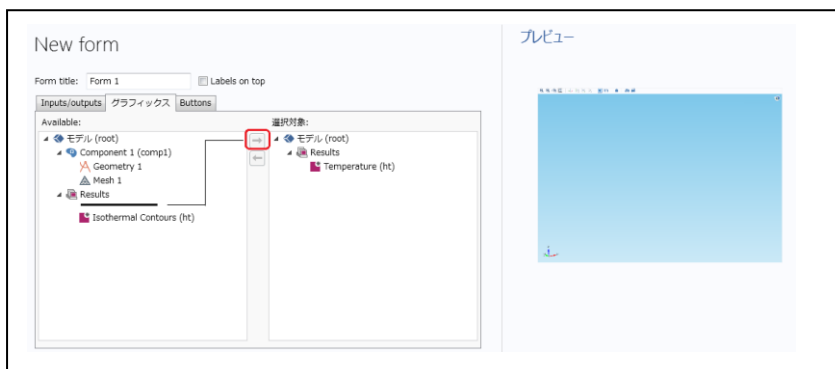 New form
プレビュー
Form title: Form 1 Labels on top
Inputs/outputs グラフィックス Buttons
Available:
モデル (root)
Component 1 (comp1)
Geometry 1
Mesh 1
Results
Isothermal Contours (ht)
選択対象:
モデル (root)
Results
Temperature (ht)